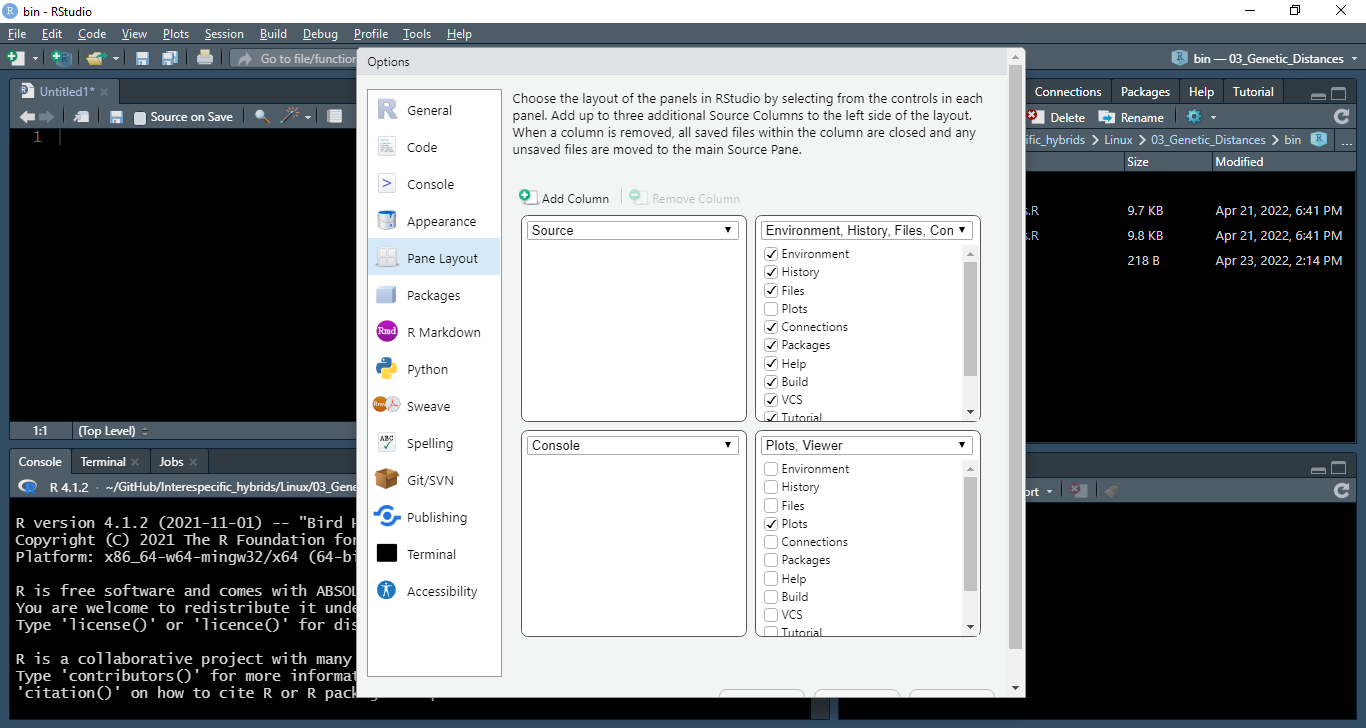 bin - RStudio
File Edit Code View Plots Session Build Debug Profile Tools Help
Go to file/function
bin — 03_Genetic_Distances
Untitled1*
Source on Save
1
1:1 (Top Level)
Console Terminal Jobs
R 4.1.2 · ~/GitHub/Interespecific_hybrids/Linux/03_Gene
R version 4.1.2 (2021-11-01) -- "Bird H
Copyright (C) 2021 The R Foundation for
Platform: x86_64-w64-mingw32/x64 (64-bi
R is free software and comes with ABSOL
You are welcome to redistribute it unde
Type 'license()' or 'licence()' for dis
R is a collaborative project with many
Type 'contributors()' for more informat
'citation()' on how to cite R or R pack
Options
General
Code
Console
Appearance
Pane Layout
Packages
Rmd R Markdown
Python
Rnw Sweave
ABC Spelling
Git/SVN
Publishing
Terminal
Accessibility
Choose the layout of the panels in RStudio by selecting from the controls in each
panel. Add up to three additional Source Columns to the left side of the layout.
When a column is removed, all saved files within the column are closed and any
unsaved files are moved to the main Source Pane.
Add Column Remove Column
Source
Environment, History, Files, Con
Environment
History
Files
Plots
Connections
Packages
Help
Build
VCS
Tutorial
Console
Plots, Viewer
Environment
History
Files
Plots
Connections
Packages
Help
Build
VCS
Tutorial
Connections Packages Help Tutorial
Delete Rename
ific_hybrids > Linux > 03_Genetic_Distances > bin ...
Size Modified
s.R 9.7 KB Apr 21, 2022, 6:41 PM
s.R 9.8 KB Apr 21, 2022, 6:41 PM
218 B Apr 23, 2022, 2:14 PM
ort